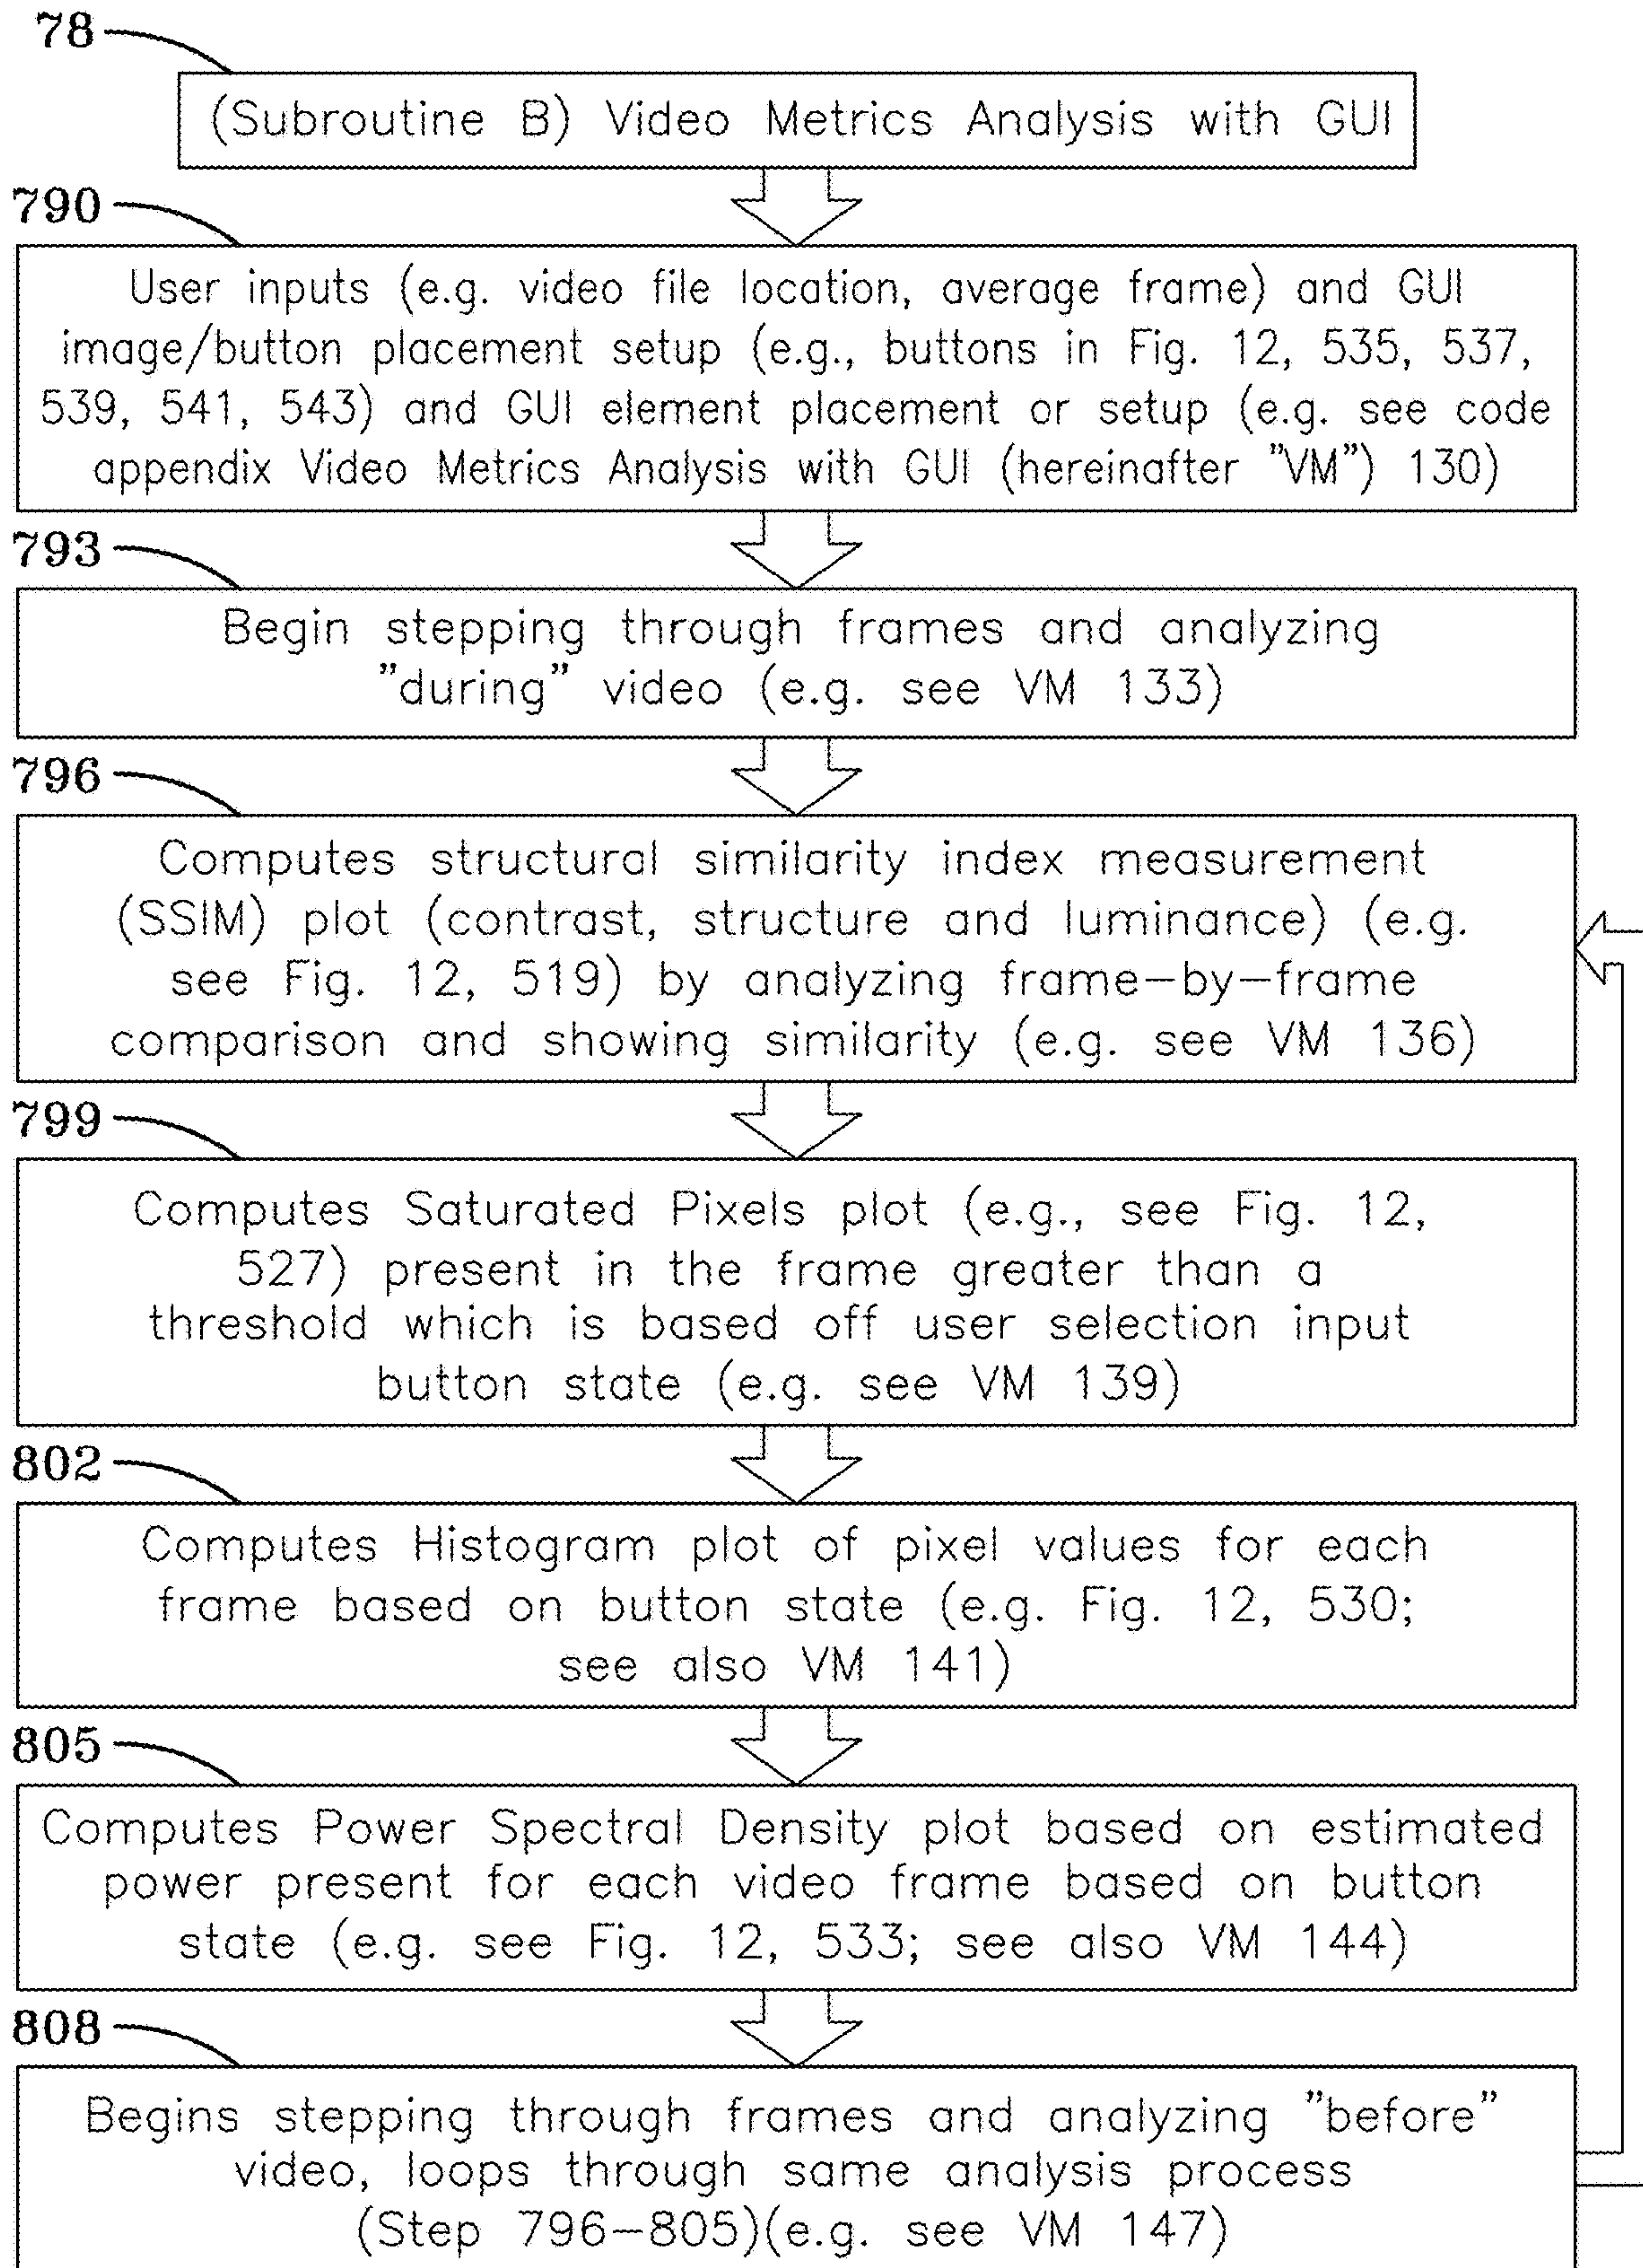 78
(Subroutine B) Video Metrics Analysis with GUI
790
User inputs (e.g. video file location, average frame) and GUI
image/button placement setup (e.g., buttons in Fig. 12, 535, 537,
539, 541, 543) and GUI element placement or setup (e.g. see code
appendix Video Metrics Analysis with GUI (hereinafter "VM") 130)
793
Begin stepping through frames and analyzing
"during" video (e.g. see VM 133)
796
Computes structural similarity index measurement
(SSIM) plot (contrast, structure and luminance) (e.g.
see Fig. 12, 519) by analyzing frame-by-frame
comparison and showing similarity (e.g. see VM 136)
799
Computes Saturated Pixels plot (e.g., see Fig. 12,
527) present in the frame greater than a
threshold which is based off user selection input
button state (e.g. see VM 139)
802
Computes Histogram plot of pixel values for each
frame based on button state (e.g. Fig. 12, 530;
see also VM 141)
805
Computes Power Spectral Density plot based on estimated
power present for each video frame based on button
state (e.g. see Fig. 12, 533; see also VM 144)
808
Begins stepping through frames and analyzing "before"
video, loops through same analysis process
(Step 796-805)(e.g. see VM 147)